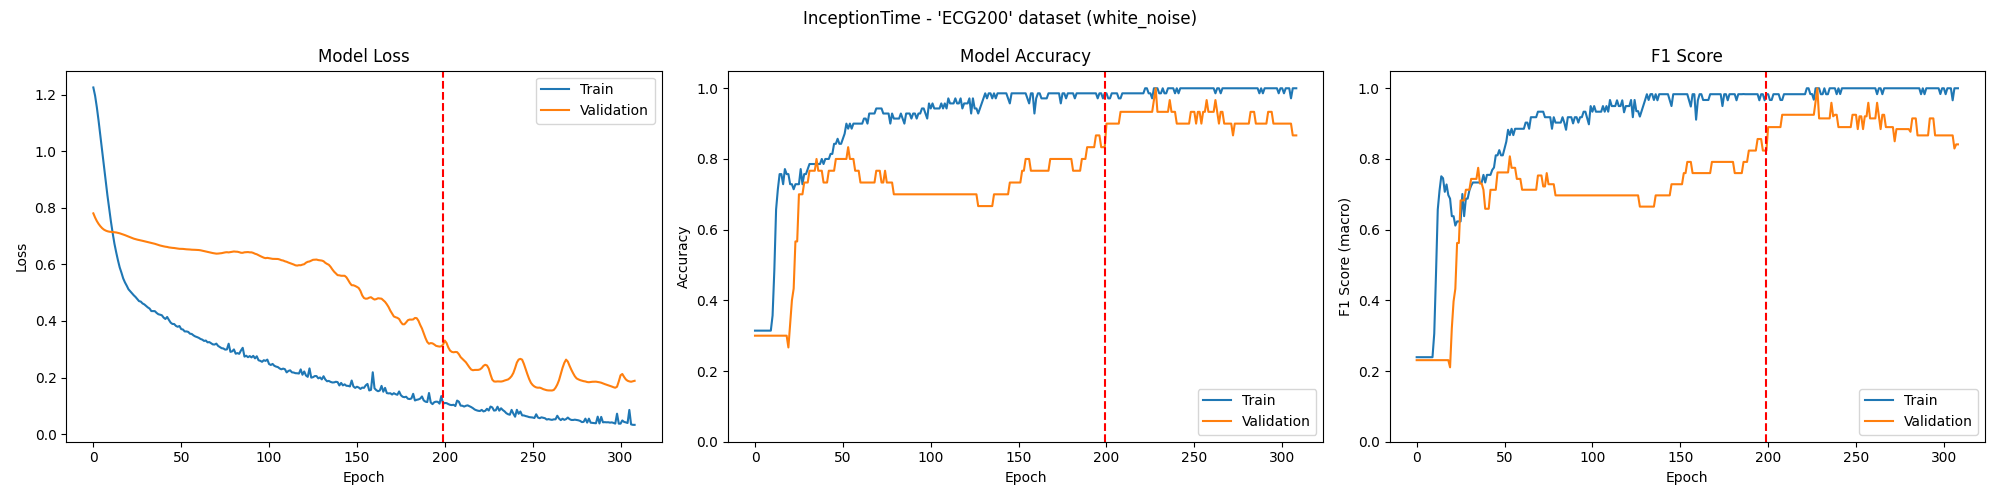 InceptionTime - 'ECG200' dataset (white_noise)
Model Loss
Loss
1.2
1.0
0.8
0.6
0.4
0.2
0.0
Train
Validation
0 50 100 150 200 250 300
Epoch
Model Accuracy
Accuracy
1.0
0.8
0.6
0.4
0.2
0.0
Train
Validation
0 50 100 150 200 250 300
Epoch
F1 Score
F1 Score (macro)
1.0
0.8
0.6
0.4
0.2
0.0
Train
Validation
0 50 100 150 200 250 300
Epoch